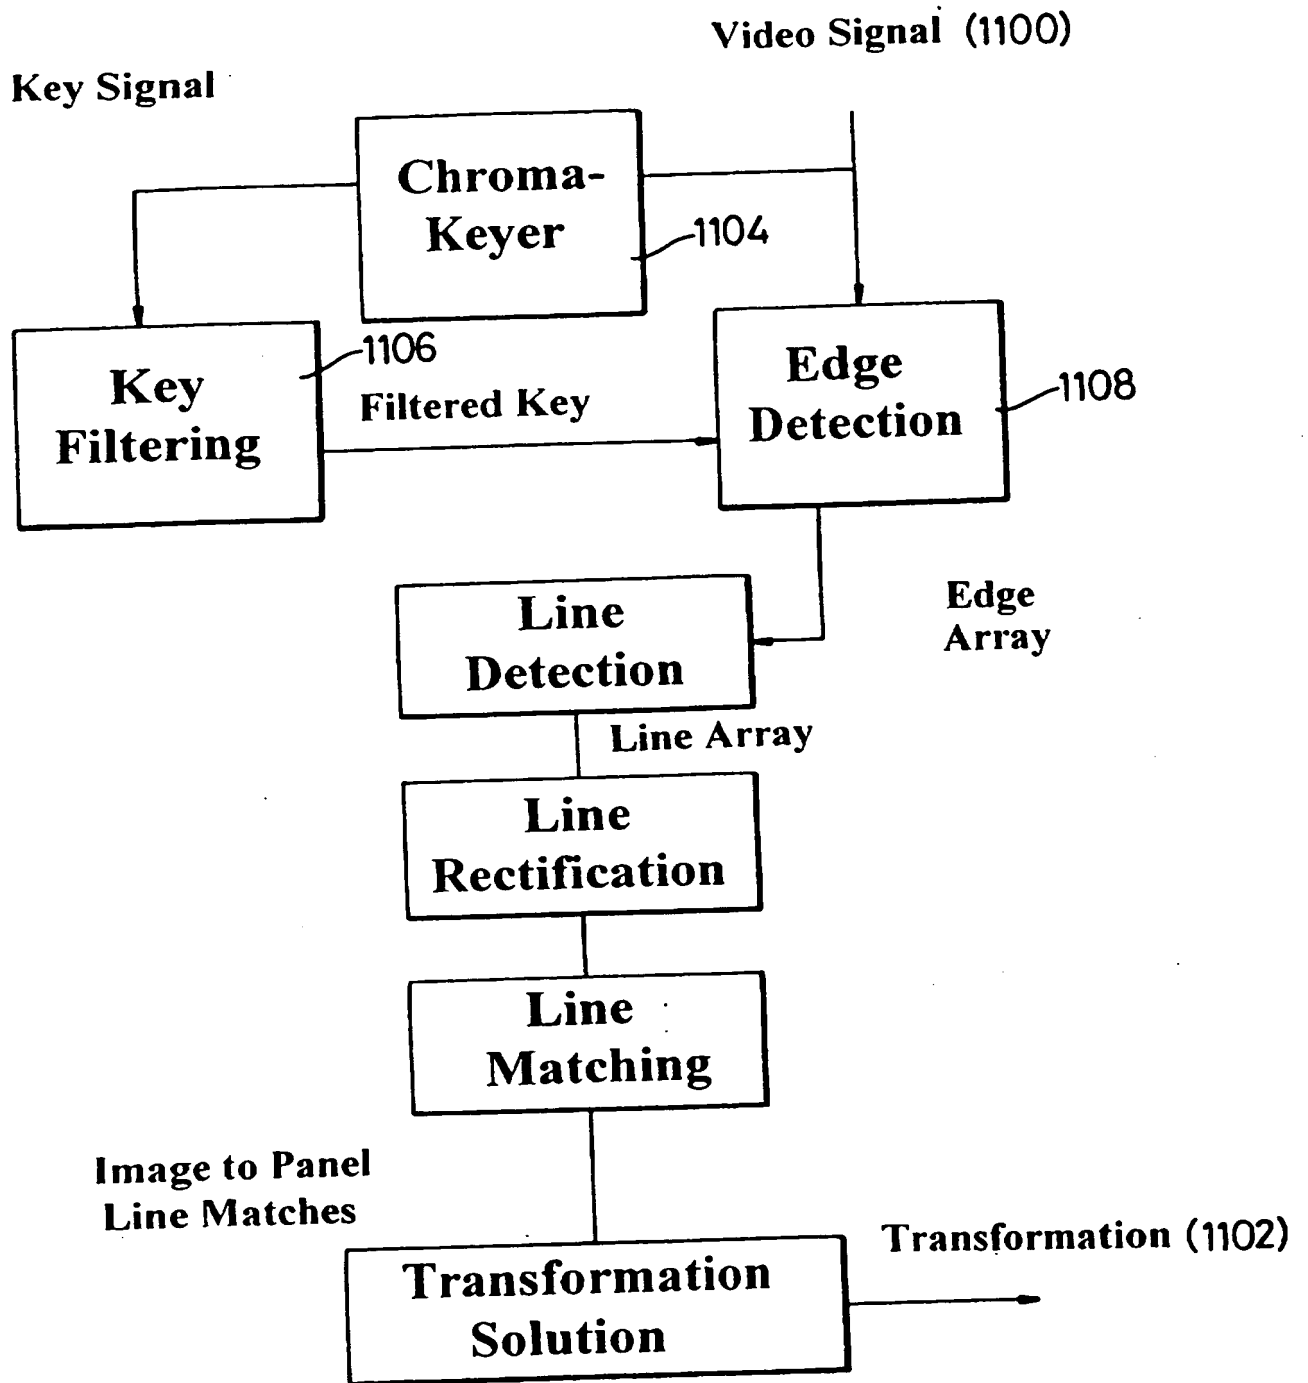 Video Signal (1100)
Key Signal
Chroma-
Keyer
1104
1106
Key
Filtering
Filtered Key
Edge
Detection
1108
Line
Detection
Edge
Array
Line Array
Line
Rectification
Line
Matching
Image to Panel
Line Matches
Transformation (1102)
Transformation
Solution